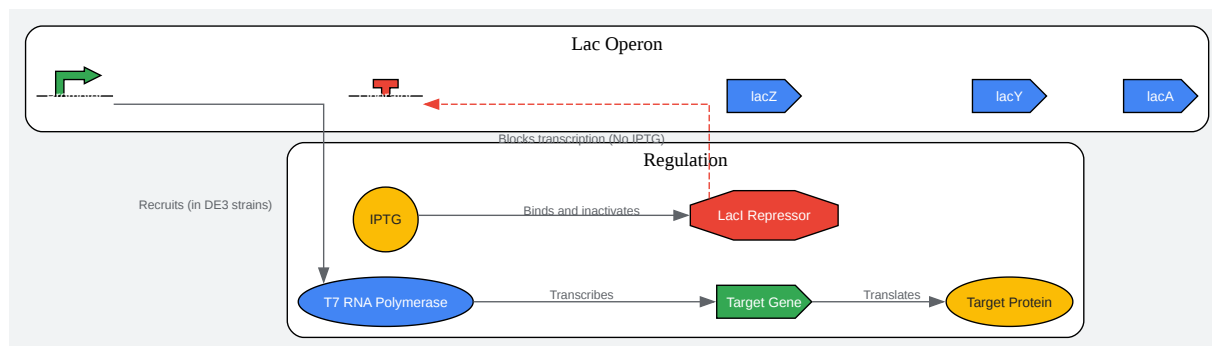 Lac Operon
lacZ
lacY
lacA
Blocks transcription (No IPTG)
Regulation
Recruits (in DE3 strains)
IPTG
Binds and inactivates
LacI Repressor
T7 RNA Polymerase
Transcribes
Target Gene
Translates
Target Protein